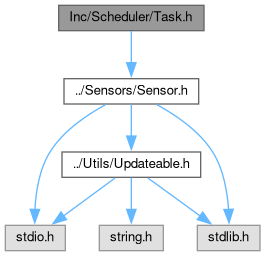 Inc/Scheduler/Task.h
../Sensors/Sensor.h
../Utils/Updateable.h
stdio.h
string.h
stdlib.h